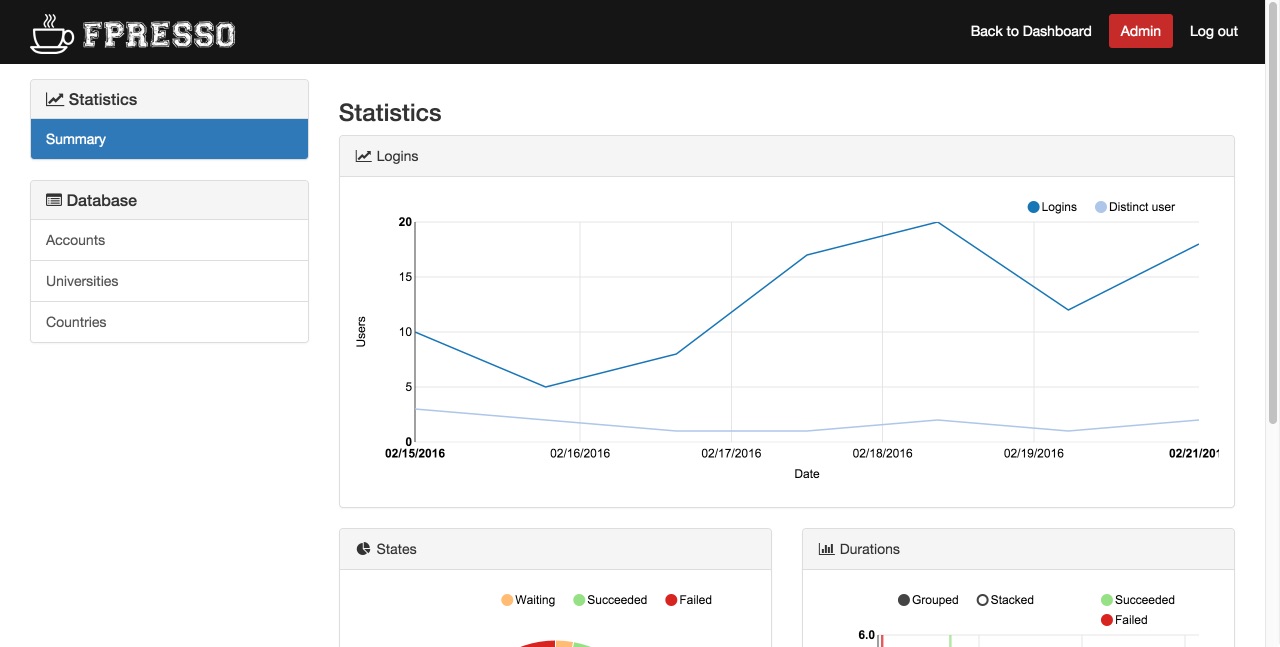 FPRESSO
Back to Dashboard
Admin
Log out
Statistics
Summary
Database
Accounts
Universities
Countries
Statistics
Logins
Logins
Distinct user
20
15
10
5
0
Users
02/15/2016
02/16/2016
02/17/2016
02/18/2016
02/19/2016
02/21/201
Date
States
Waiting
Succeeded
Failed
Durations
Grouped
Stacked
Succeeded
Failed
6.0